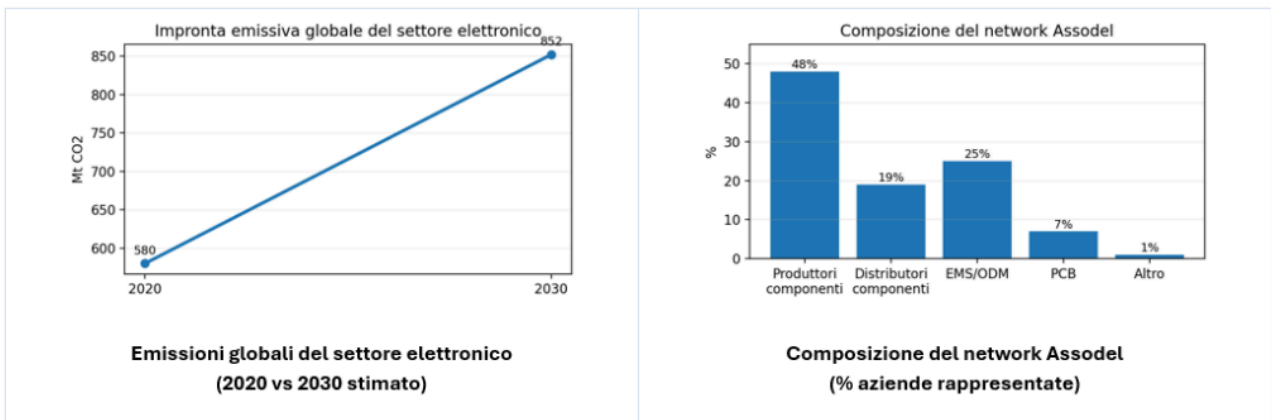 Impronta emissiva globale del settore elettronico
852
850
800
750
700
650
600
Mt CO2
580
2020
2030
Emissioni globali del settore elettronico
(2020 vs 2030 stimato)
Composizione del network Assodel
50
40
30
20
10
0
%
48%
19%
25%
7%
1%
Produttori
componenti
Distributori
componenti
EMS/ODM
PCB
Altro
Composizione del network Assodel
(% aziende rappresentate)